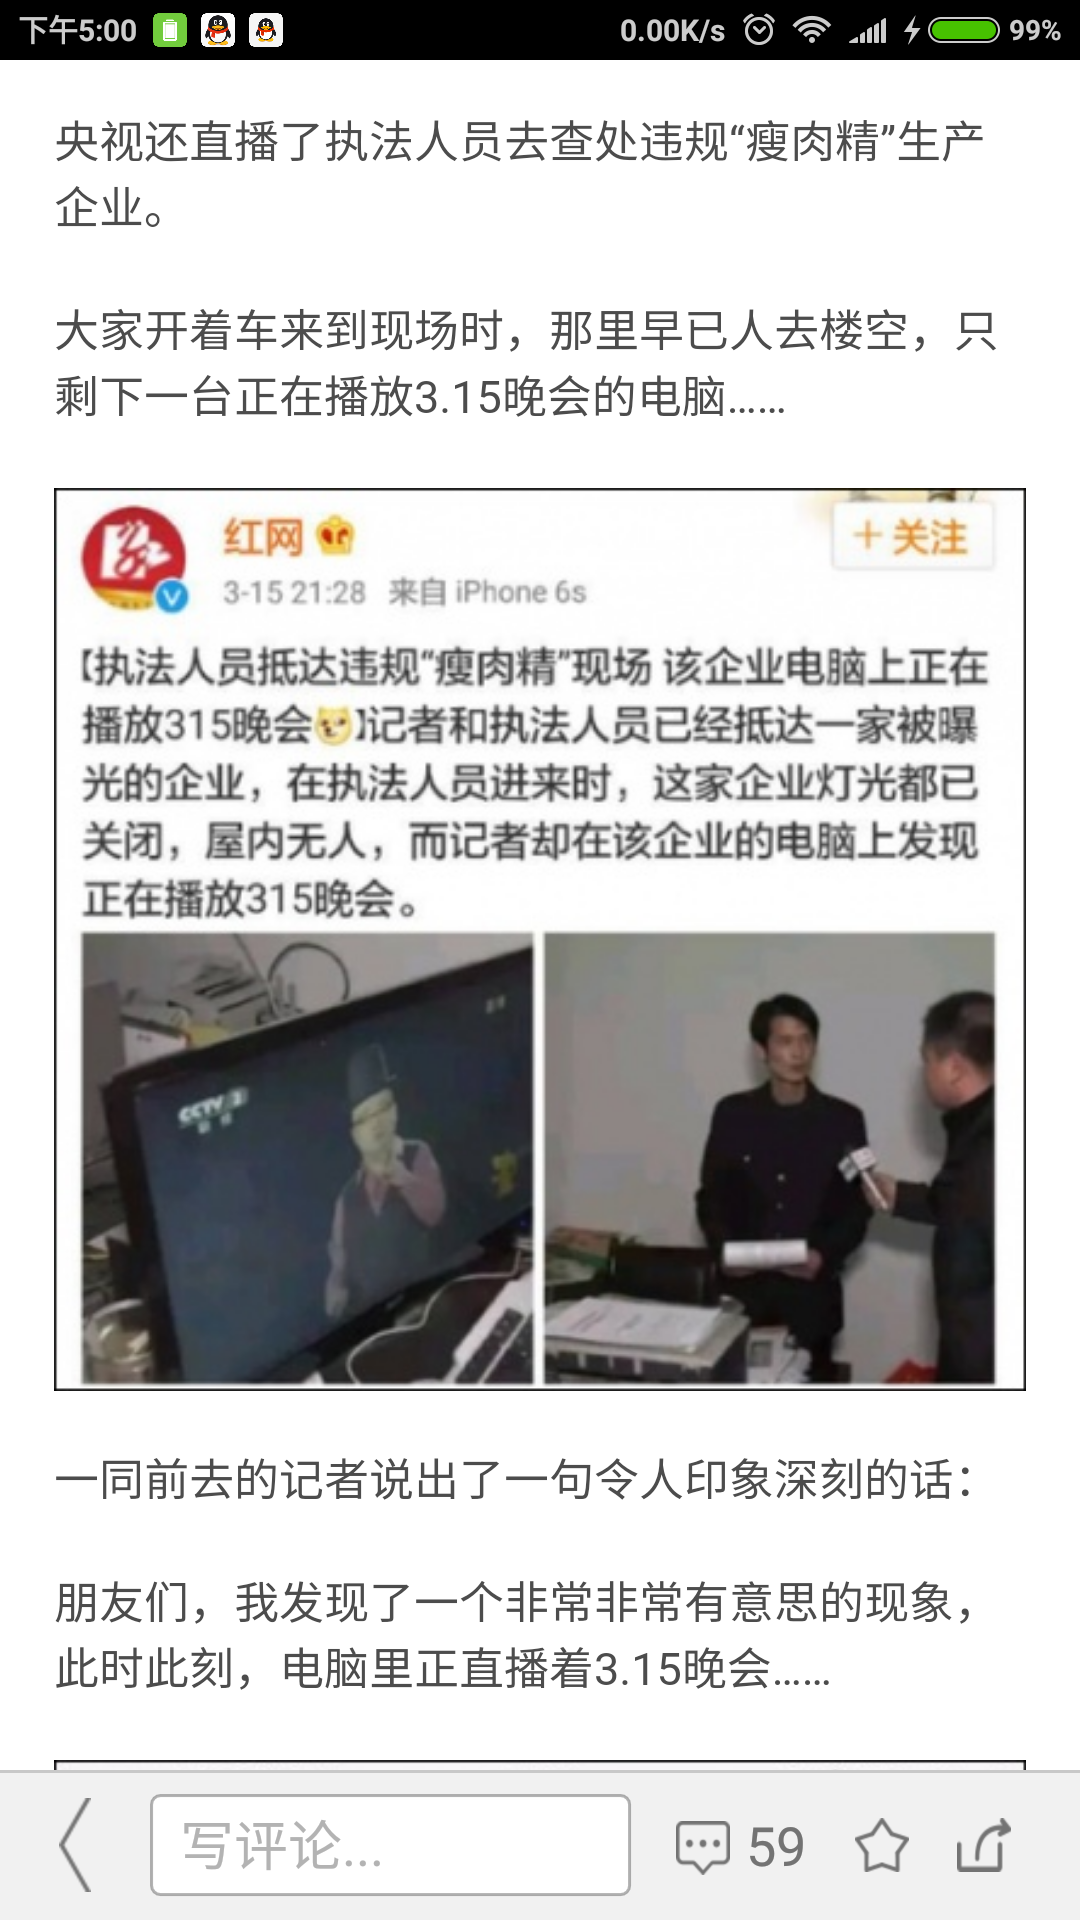 下午5:00
0.00K/s
99%
央视还直播了执法人员去查处违规“瘦肉精”生产
企业。
大家开着车来到现场时，那里早已人去楼空，只
剩下一台正在播放3.15晚会的电脑……
红网
+关注
3-15 21:28 来自 iPhone 6s
【执法人员抵达违规“瘦肉精”现场 该企业电脑上正在
播放315晚会】记者和执法人员已经抵达一家被曝
光的企业，在执法人员进来时，这家企业灯光都已
关闭，屋内无人，而记者却在该企业的电脑上发现
正在播放315晚会。
CCTV 2
一同前去的记者说出了一句令人印象深刻的话：
朋友们，我发现了一个非常非常有意思的现象，
此时此刻，电脑里正直播着3.15晚会……
写评论...
59